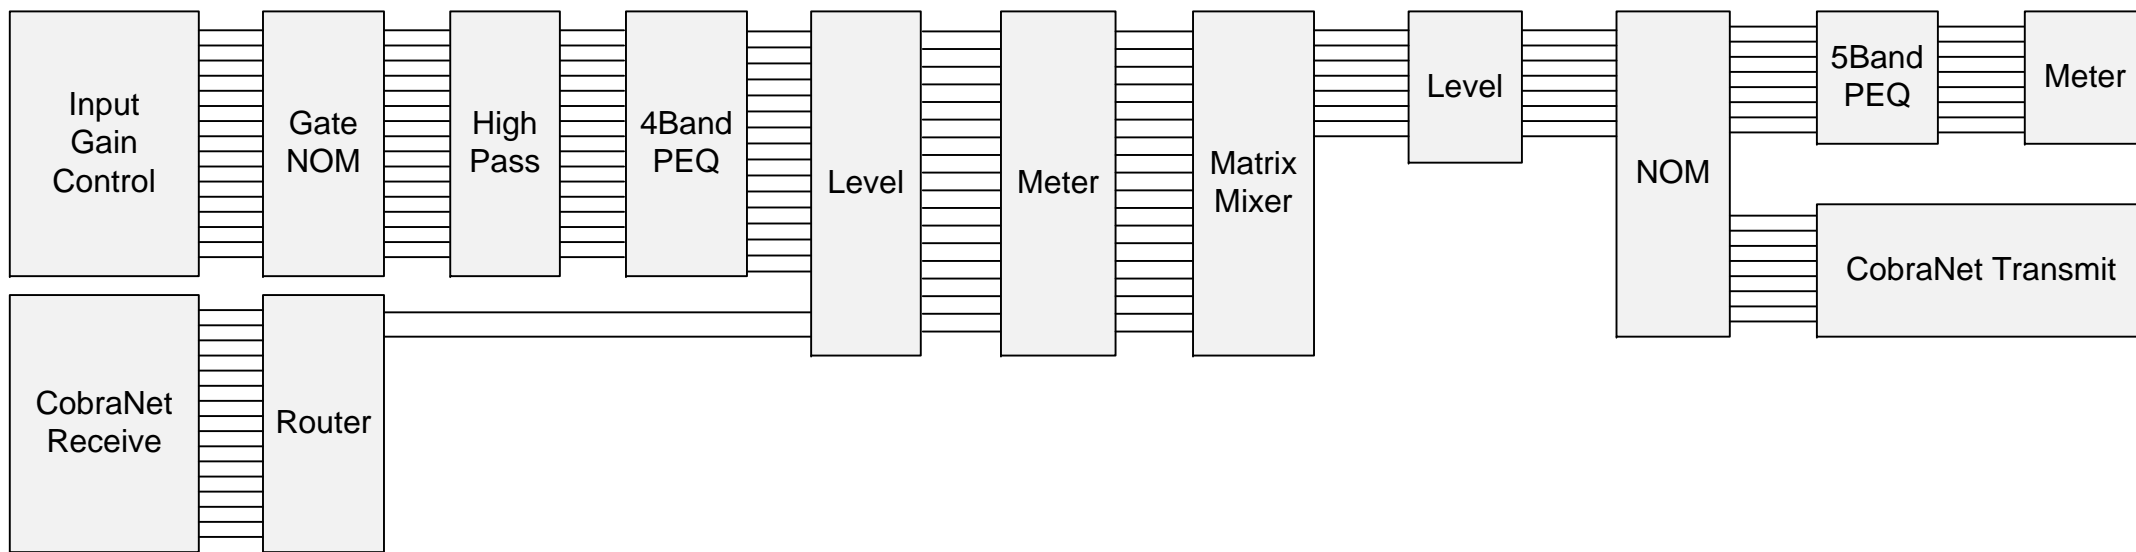 Input
Gain
Control
Gate
NOM
High
Pass
4Band
PEQ
Level
Meter
Matrix
Mixer
Level
NOM
5Band
PEQ
Meter
CobraNet Transmit
CobraNet
Receive
Router